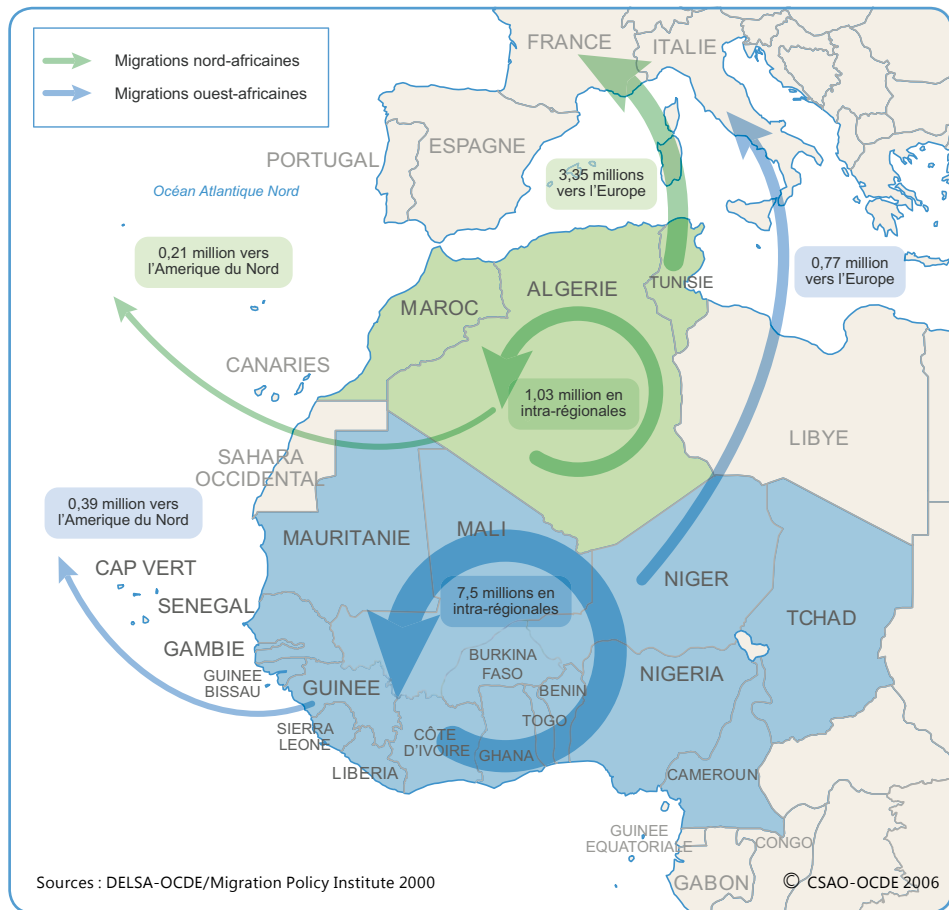 Migrations nord-africaines
Migrations ouest-africaines
FRANCE
ITALIE
PORTUGAL
ESPAGNE
Océan Atlantique Nord
3,35 millions
vers l'Europe
0,21 million vers
l'Amerique du Nord
0,77 million
vers l'Europe
MAROC
ALGERIE
TUNISIE
CANARIES
1,03 million en
intra-régionales
LIBYE
SAHARA
OCCIDENTAL
0,39 million vers
l'Amerique du Nord
MAURITANIE
MALI
CAP VERT
NIGER
7,5 millions en
intra-régionales
SENEGAL
TCHAD
GAMBIE
BURKINA
FASO
GUINEE
BISSAU
GUINEE
NIGERIA
BENIN
TOGO
SIERRA
LEONE
CÔTE
D'IVOIRE
GHANA
LIBERIA
CAMEROUN
GUINEE
EQUATORIALE
CONGO
GABON
Sources : DELSA-OCDE/Migration Policy Institute 2000
© CSAO-OCDE 2006